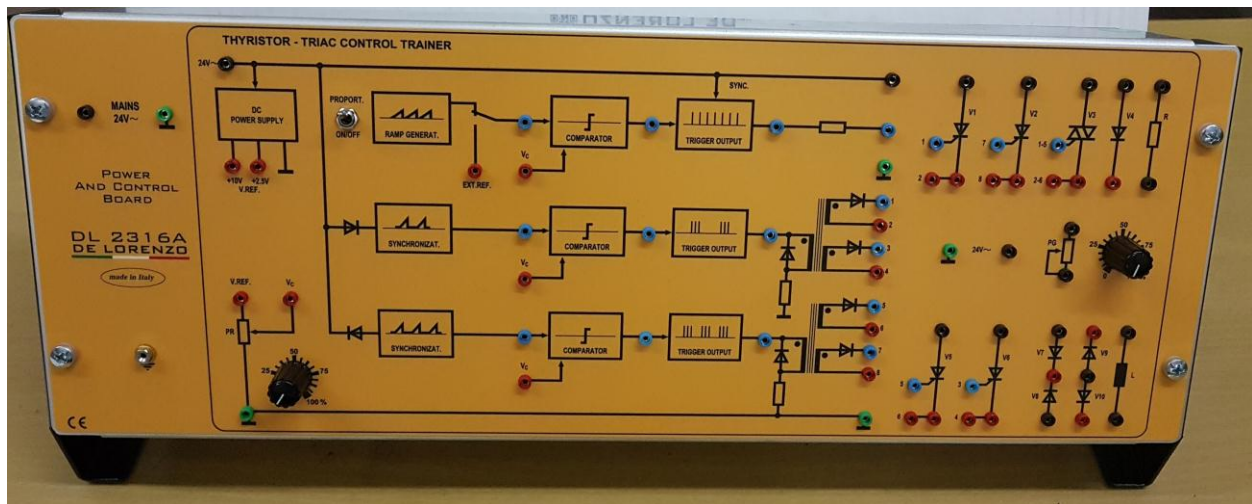 DE LORENZO
THYRISTOR - TRIAC CONTROL TRAINER
24V~
MAINS
24V~
DC
POWER SUPPLY
+10V
+2.5V
V.REF.
PROPORT.
ON/OFF
RAMP GENERAT.
EXT.REF.
Vc
COMPARATOR
SYNC.
TRIGGER OUTPUT
POWER
AND CONTROL
BOARD
DL 2316A
DE LORENZO
made in Italy
SYNCHRONIZAT.
Vc
COMPARATOR
TRIGGER OUTPUT
1
2
3
4
V.REF.
Vc
PR
SYNCHRONIZAT.
Vc
COMPARATOR
TRIGGER OUTPUT
5
6
7
8
25
50
75
100 %
CE
V1
1
2
V2
7
8
V3
1-5
2-6
V4
R
24V~
PG
0
25
50
75
V5
5
6
V6
3
4
V7
V8
V9
V10
L